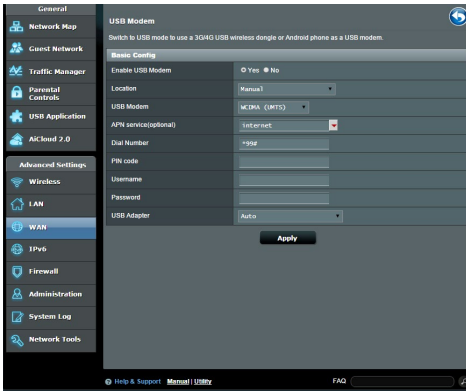 General
Network Map
Guest Network
Traffic Manager
Parental
Controls
USB Application
AiCloud 2.0
Advanced Settings
Wireless
LAN
WAN
IPv6
Firewall
Administration
System Log
Network Tools
USB Modem
Switch to USB mode to use a 3G/4G USB wireless dongle or Android phone as a USB modem.
Basic Config
Enable USB Modem Yes No
Location Manual
USB Modem WCDMA (UMTS)
APN service(optional) internet
Dial Number *99#
PIN code
Username
Password
USB Adapter Auto
Apply
Help & Support Manual | Utility FAQ